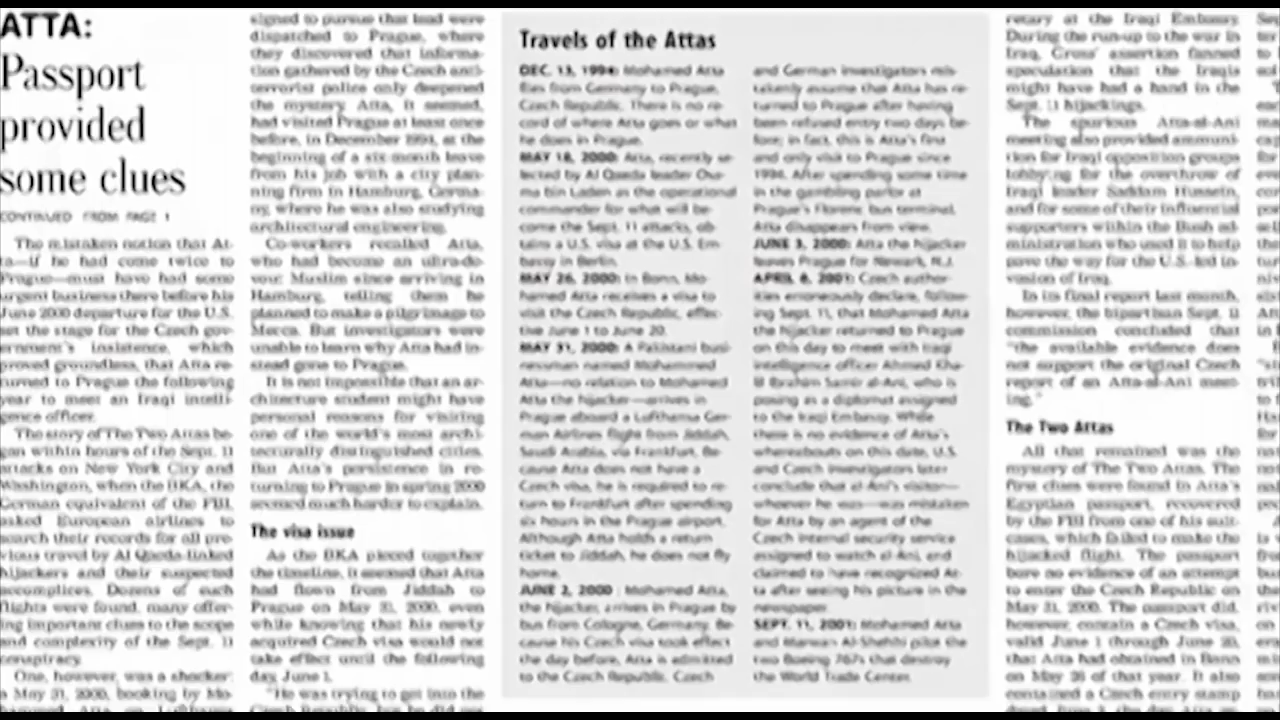 ATTA:
Passport
provided
some clues
CONTINUED FROM PAGE 1
The mistaken notion that At-
ta—if he had come twice to
Prague—must have had some
urgent business there before his
June 2000 departure for the U.S.
set the stage for the Czech gov-
ernment's insistence, which
proved groundless, that Atta re-
turned to Prague the following
year to meet an Iraqi intelli-
gence officer.
The story of The Two Attas be-
gan within hours of the Sept. 11
attacks on New York City and
Washington, when the BKA, the
German equivalent of the FBI,
asked European airlines to
search their records for all pre-
vious travel by Al Qaeda-linked
hijackers and their suspected
accomplices. Dozens of such
flights were found, many offer-
ing important clues to the scope
and complexity of the Sept. 11
conspiracy.
One, however, was a shocker:
a May 31, 2000, booking by Mo-
hammed Atta on Lufthansa
signed to pursue that lead were
dispatched to Prague, where
they discovered that informa-
tion gathered by the Czech anti-
terrorist police only deepened
the mystery. Atta, it seemed,
had visited Prague at least once
before, in December 1994, at the
beginning of a six-month leave
from his job with a city plan-
ning firm in Hamburg, Germa-
ny, where he was also studying
architectural engineering.
Co-workers recalled Atta,
who had become an ultra-de-
vout Muslim since arriving in
Hamburg, telling them he
planned to make a pilgrimage to
Mecca. But investigators were
unable to learn why Atta had in-
stead gone to Prague.
It is not impossible that an ar-
chitecture student might have
personal reasons for visiting
one of the world's most archi-
tecturally distinguished cities.
But Atta's persistence in re-
turning to Prague in spring 2000
seemed much harder to explain.
The visa issue
As the BKA pieced together
the timeline, it seemed that Atta
had flown from Jiddah to
Prague on May 31, 2000, even
while knowing that his newly
acquired Czech visa would not
take effect until the following
day, June 1.
"He was trying to get into the
Czech Republic, but he did not
Travels of the Attas
DEC. 13, 1994: Mohamed Atta
flies from Germany to Prague,
Czech Republic. There is no re-
cord of where Atta goes or what
he does in Prague.
MAY 18, 2000: Atta, recently se-
lected by Al Qaeda leader Osa-
ma bin Laden as the operational
commander for what will be-
come the Sept. 11 attacks, ob-
tains a U.S. visa at the U.S. Em-
bassy in Berlin.
MAY 26, 2000: In Bonn, Mo-
hamed Atta receives a visa to
visit the Czech Republic, effec-
tive June 1 to June 20.
MAY 31, 2000: A Pakistani busi-
nessman named Mohammed
Atta—no relation to Mohamed
Atta the hijacker—arrives in
Prague aboard a Lufthansa Ger-
man Airlines flight from Jiddah,
Saudi Arabia, via Frankfurt. Be-
cause Atta does not have a
Czech visa, he is required to re-
turn to Frankfurt after spending
six hours in the Prague airport.
Although Atta holds a return
ticket to Jiddah, he does not fly
home.
JUNE 2, 2000 : Mohamed Atta,
the hijacker, arrives in Prague by
bus from Cologne, Germany. Be-
cause his Czech visa took effect
the day before, Atta is admitted
to the Czech Republic. Czech
and German investigators mis-
takenly assume that Atta has re-
turned to Prague after having
been refused entry two days be-
fore; in fact, this is Atta's first
and only visit to Prague since
1994. After spending some time
in the gambling parlor at
Prague's Florenc bus terminal,
Atta disappears from view.
JUNE 3, 2000: Atta the hijacker
leaves Prague for Newark, N.J.
APRIL 8, 2001: Czech author-
ities erroneously declare, follow-
ing Sept. 11, that Mohamed Atta
the hijacker returned to Prague
on this day to meet with Iraqi
intelligence officer Ahmed Kha-
lil Ibrahim Samir al-Ani, who is
posing as a diplomat assigned
to the Iraqi Embassy. While
there is no evidence of Atta's
whereabouts on this date, U.S.
and Czech investigators later
conclude that al-Ani's visitor—
whoever he was—was mistaken
for Atta by an agent of the
Czech internal security service
assigned to watch al-Ani, and
claimed to have recognized At-
ta after seeing his picture in the
newspaper.
SEPT. 11, 2001: Mohamed Atta
and Marwan Al-Shehhi pilot the
two Boeing 767s that destroy
the World Trade Center.
retary at the Iraqi Embassy.
During the run-up to the war in
Iraq, Gross' assertion fanned
speculation that the Iraqis
might have had a hand in the
Sept. 11 hijackings.
The spurious Atta-al-Ani
meeting also provided ammuni-
tion for Iraqi opposition groups
lobbying for the overthrow of
Iraqi leader Saddam Hussein,
and for some of their influential
supporters within the Bush ad-
ministration who used it to help
pave the way for the U.S.-led in-
vasion of Iraq.
In its final report last month,
however, the bipartisan Sept. 11
commission concluded that
"the available evidence does
not support the original Czech
report of an Atta-al-Ani meet-
ing."
The Two Attas
All that remained was the
mystery of The Two Attas. The
first clues were found in Atta's
Egyptian passport, recovered
by the FBI from one of his suit-
cases, which failed to make the
hijacked flight. The passport
bore no evidence of an attempt
to enter the Czech Republic on
May 31, 2000. The passport did,
however, contain a Czech visa,
valid June 1 through June 20,
that Atta had obtained in Bonn
on May 26 of that year. It also
contained a Czech entry stamp